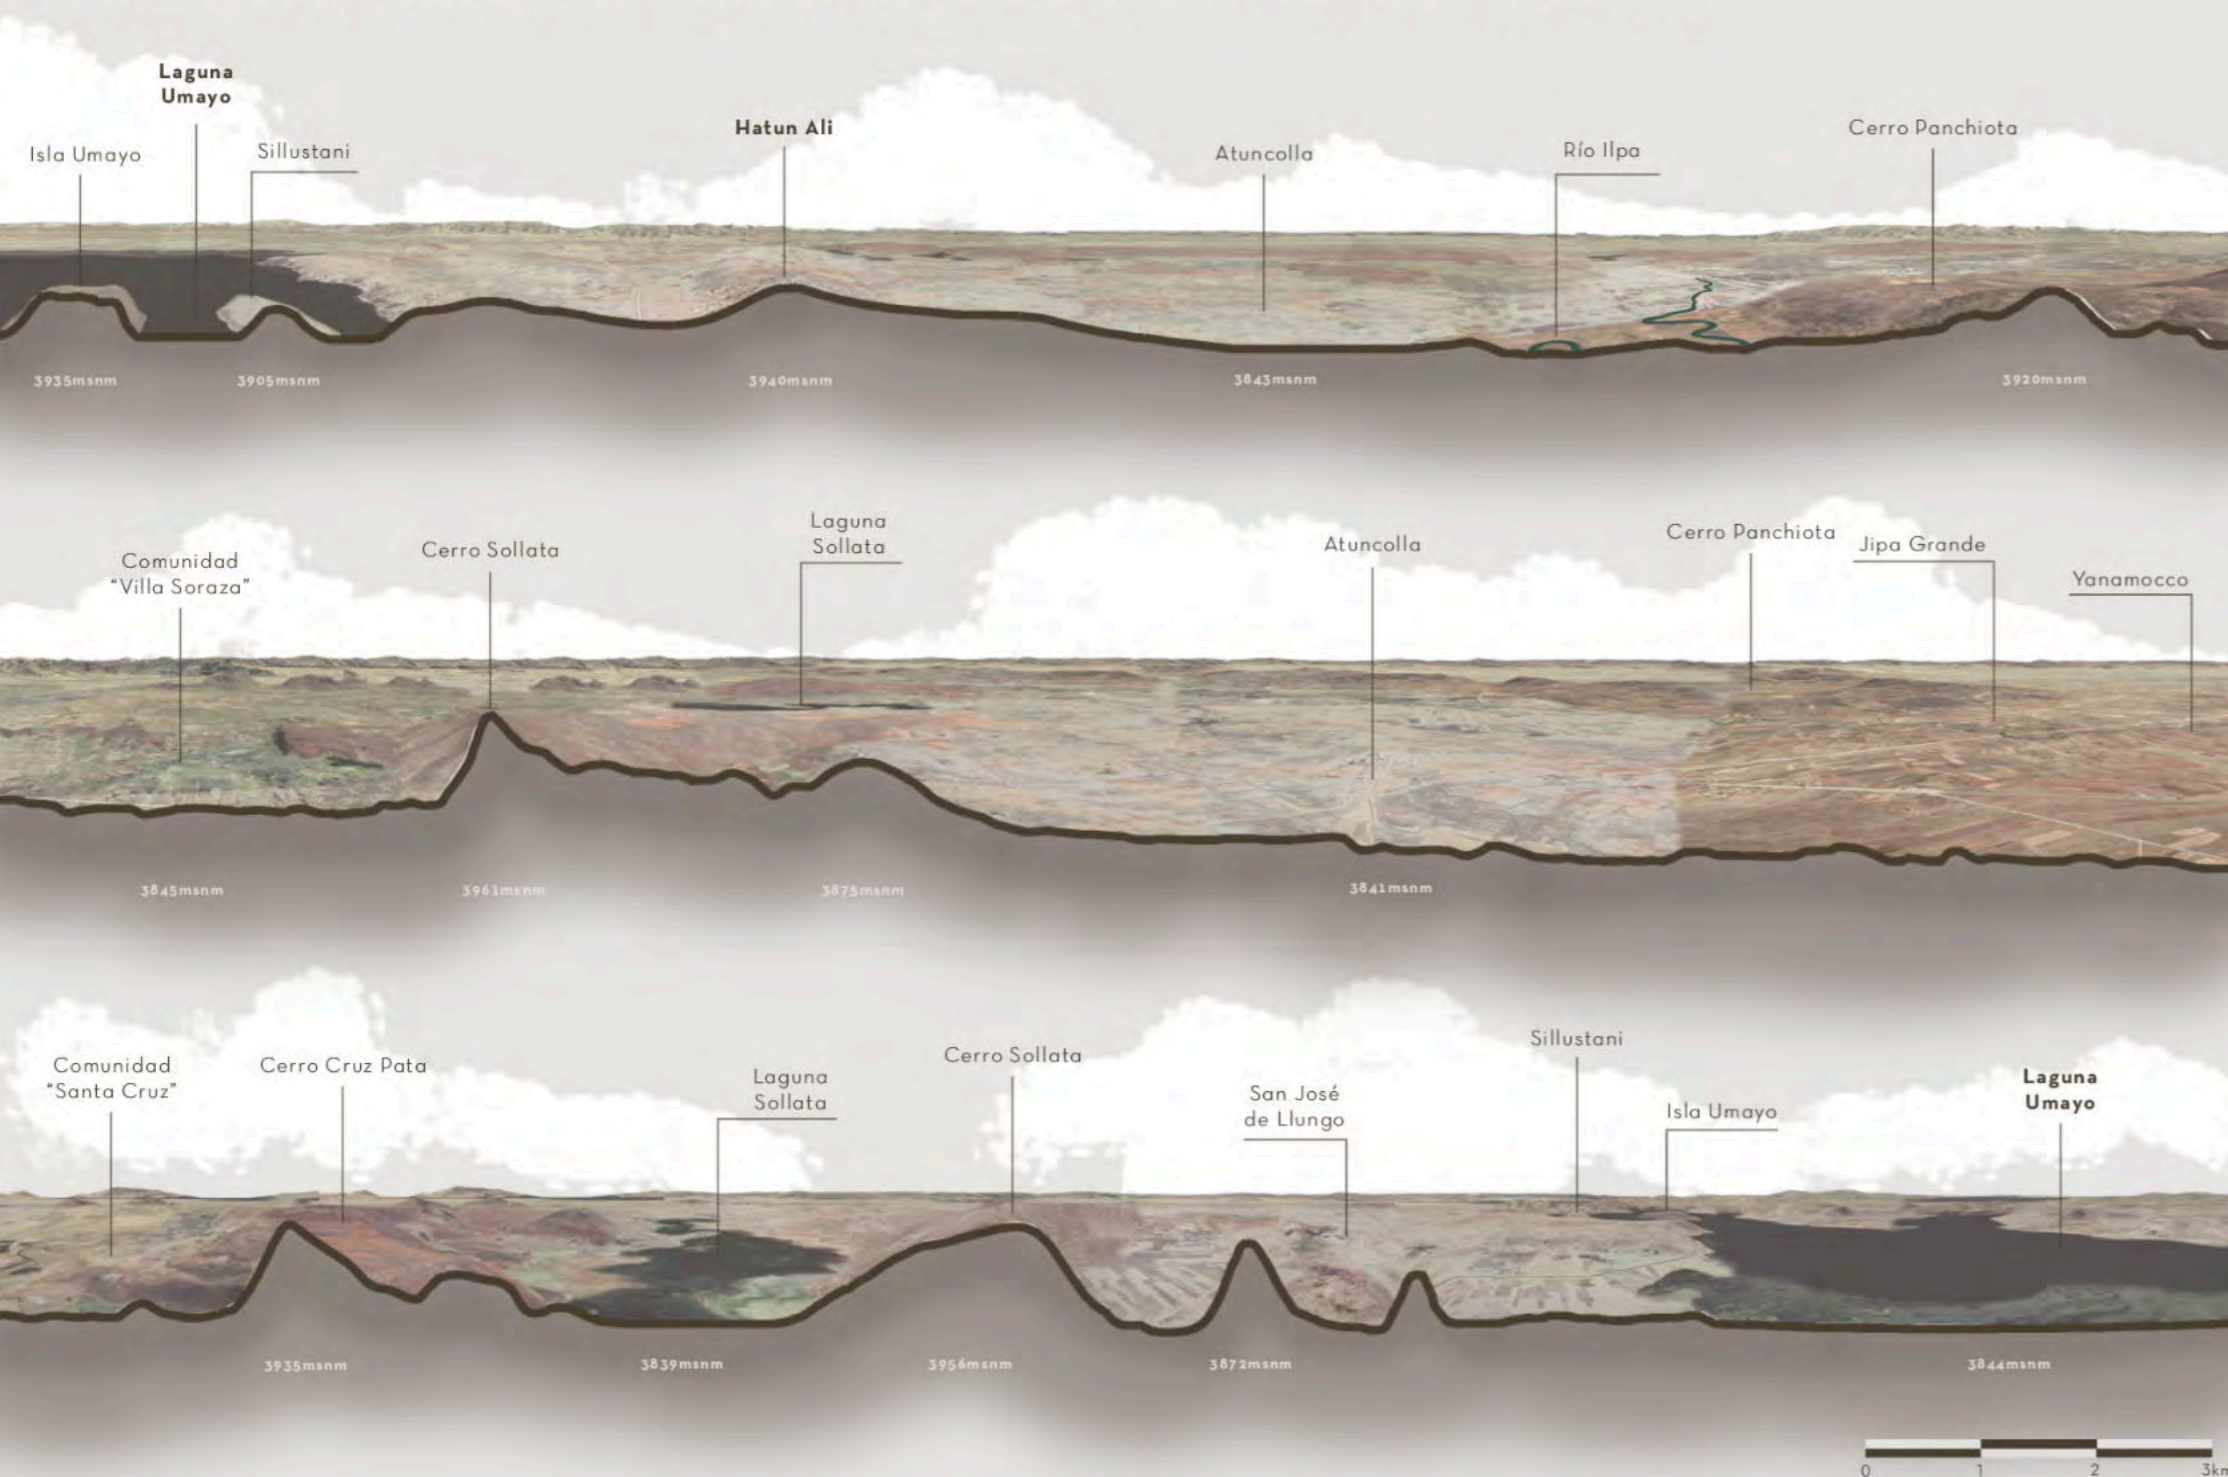 Laguna
Umayo
Isla Umayo
Sillustani
Hatun Ali
Atuncolla
Río Ilpa
Cerro Panchiota
3935msnm
3905msnm
3940msnm
3843msnm
3920msnm
Comunidad
"Villa Soraza"
Cerro Sollata
Laguna
Sollata
Atuncolla
Cerro Panchiota
Jipa Grande
Yanamocco
3845msnm
3961msnm
3875msnm
3841msnm
Comunidad
"Santa Cruz"
Cerro Cruz Pata
Laguna
Sollata
Cerro Sollata
San José
de Llungo
Sillustani
Isla Umayo
Laguna
Umayo
3935msnm
3839msnm
3956msnm
3872msnm
3844msnm
0 1 2 3km